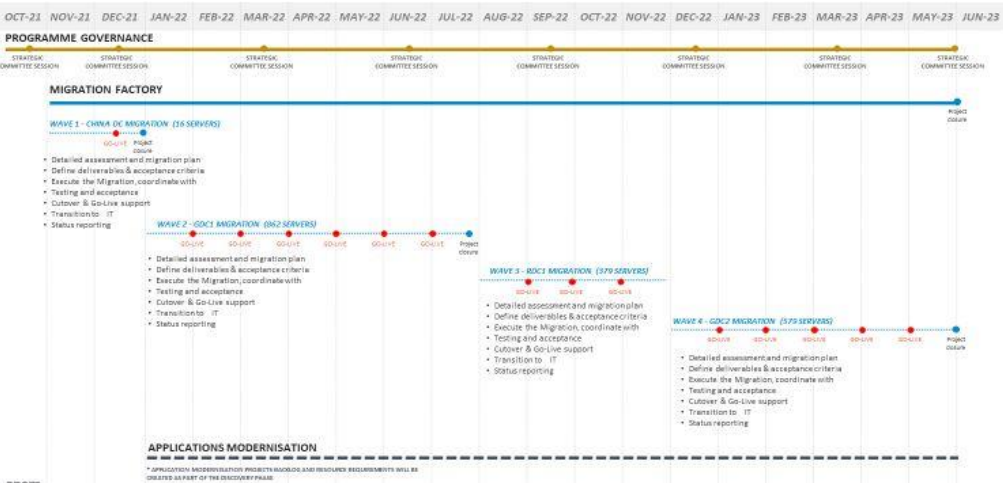 OCT-21 NOV-21 DEC-21 JAN-22 FEB-22 MAR-22 APR-22 MAY-22 JUN-22 JUL-22 AUG-22 SEP-22 OCT-22 NOV-22 DEC-22 JAN-23 FEB-23 MAR-23 APR-23 MAY-23 JUN-23
PROGRAMME GOVERNANCE
STRATEGIC
COMMITTEE SESSION
STRATEGIC
COMMITTEE SESSION
STRATEGIC
COMMITTEE SESSION
STRATEGIC
COMMITTEE SESSION
STRATEGIC
COMMITTEE SESSION
STRATEGIC
COMMITTEE SESSION
STRATEGIC
COMMITTEE SESSION
STRATEGIC
COMMITTEE SESSION
MIGRATION FACTORY
Project
closure
WAVE 1 - CHINA DC MIGRATION (16 SERVERS)
GO-LIVE
Project
closure
• Detailed assessment and migration plan
• Define deliverables & acceptance criteria
• Execute the Migration, coordinate with
• Testing and acceptance
• Cutover & Go-Live support
• Transition to IT
• Status reporting
WAVE 2 - GDC1 MIGRATION (862 SERVERS)
GO-LIVE GO-LIVE GO-LIVE GO-LIVE GO-LIVE GO-LIVE
Project
closure
• Detailed assessment and migration plan
• Define deliverables & acceptance criteria
• Execute the Migration, coordinate with
• Testing and acceptance
• Cutover & Go-Live support
• Transition to IT
• Status reporting
WAVE 3 - RDC1 MIGRATION (379 SERVERS)
GO-LIVE GO-LIVE GO-LIVE
• Detailed assessment and migration plan
• Define deliverables & acceptance criteria
• Execute the Migration, coordinate with
• Testing and acceptance
• Cutover & Go-Live support
• Transition to IT
• Status reporting
WAVE 4 - GDC2 MIGRATION (579 SERVERS)
GO-LIVE GO-LIVE GO-LIVE GO-LIVE GO-LIVE
Project
closure
• Detailed assessment and migration plan
• Define deliverables & acceptance criteria
• Execute the Migration, coordinate with
• Testing and acceptance
• Cutover & Go-Live support
• Transition to IT
• Status reporting
APPLICATIONS MODERNISATION
* APPLICATION MODERNISATION PROJECTS BACKLOG AND RESOURCE REQUIREMENTS WILL BE
CREATED AS PART OF THE DISCOVERY PHASE